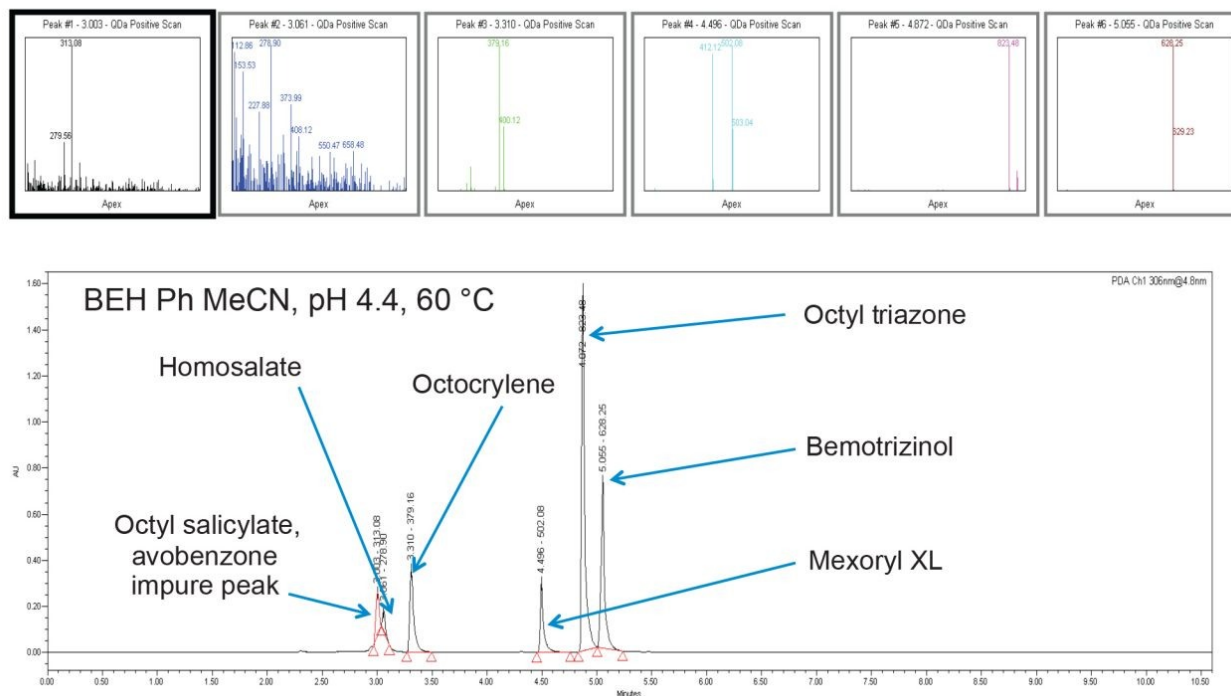 Peak #1 - 3.003 - QDa Positive Scan
313.08
279.56
Apex
Peak #2 - 3.061 - QDa Positive Scan
112.86
278.90
153.53
373.99
227.88
408.12
550.47
658.48
Apex
Peak #3 - 3.310 - QDa Positive Scan
379.16
400.12
Apex
Peak #4 - 4.496 - QDa Positive Scan
502.08
412.12
503.04
Apex
Peak #5 - 4.872 - QDa Positive Scan
823.48
Apex
Peak #6 - 5.055 - QDa Positive Scan
628.25
629.23
Apex
PDA Ch1 306nm@4.8nm
BEH Ph MeCN, pH 4.4, 60 °C
Homosalate
Octocrylene
Octyl triazone
Bemotrizinol
Mexoryl XL
Octyl salicylate,
avobenzone
impure peak
3.003 - 313.08
3.061 - 278.90
3.310 - 379.16
4.496 - 502.08
4.872 - 823.48
5.055 - 628.25
AU
1.60
1.40
1.20
1.00
0.80
0.60
0.40
0.20
0.00
0.00 0.50 1.00 1.50 2.00 2.50 3.00 3.50 4.00 4.50 5.00 5.50 6.00 6.50 7.00 7.50 8.00 8.50 9.00 9.50 10.00 10.50
Minutes